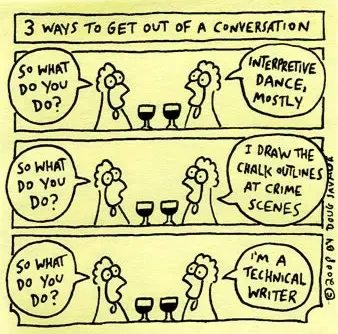 3 WAYS TO GET OUT OF A CONVERSATION
SO WHAT
DO YOU
DO?
INTERPRETIVE
DANCE,
MOSTLY
SO WHAT
DO YOU
DO?
I DRAW THE
CHALK OUTLINES
AT CRIME
SCENES
SO WHAT
DO YOU
DO?
I'M A
TECHNICAL
WRITER
© 2008 BY DOUG SAVAGE